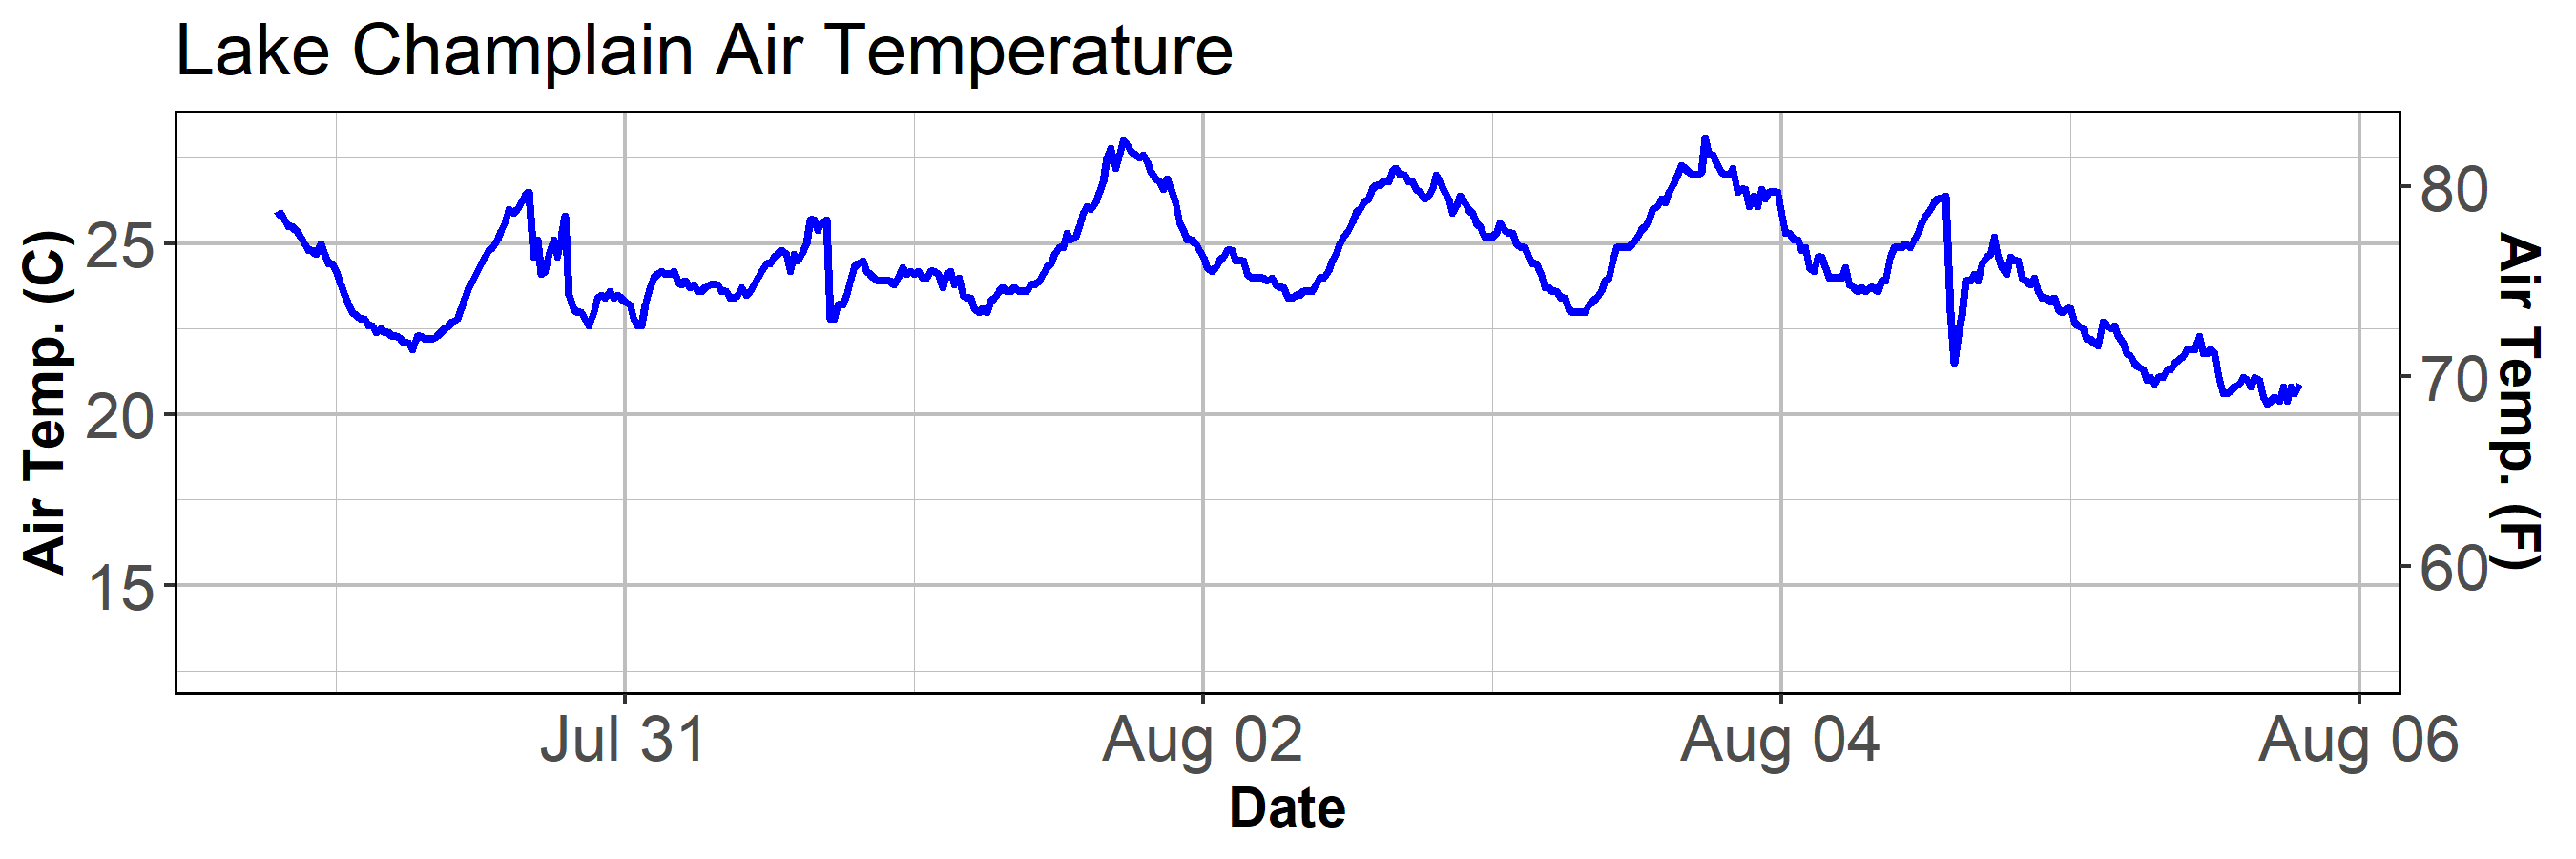 Lake Champlain Air Temperature
Air Temp. (C)
25
20
15
80
70
60
Air Temp. (F)
Jul 31 Aug 02 Aug 04 Aug 06
Date